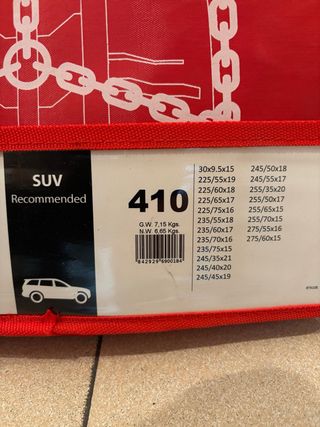 SUV
Recommended
410
G.W. 7,15 Kgs.
N.W. 6,65 Kgs.
8429296900184
30x9.5x15
225/55x19
225/60x18
225/65x17
225/75x16
235/55x18
235/60x17
235/70x16
235/75x15
245/35x21
245/40x20
245/45x19
245/50x18
245/55x17
255/35x20
255/50x17
255/65x15
255/70x15
275/55x16
275/60x15